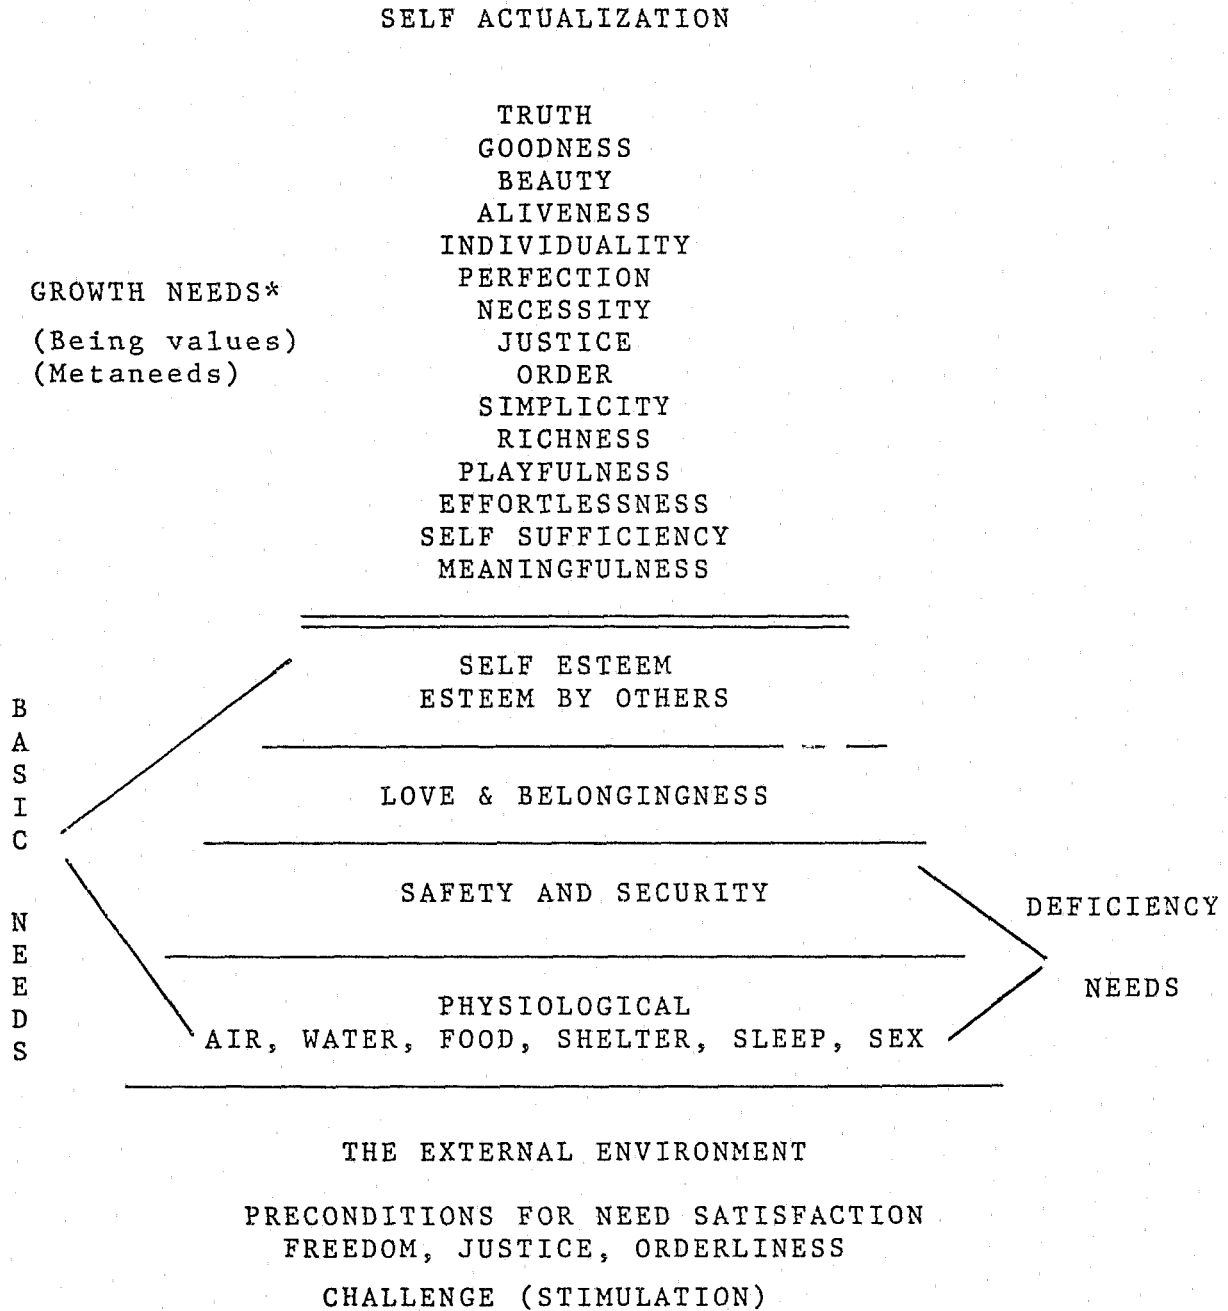 SELF ACTUALIZATION
TRUTH
GOODNESS
BEAUTY
ALIVENESS
INDIVIDUALITY
PERFECTION
NECESSITY
JUSTICE
ORDER
SIMPLICITY
RICHNESS
PLAYFULNESS
EFFORTLESSNESS
SELF SUFFICIENCY
MEANINGFULNESS
GROWTH NEEDS*
(Being values)
(Metaneeds)
SELF ESTEEM
ESTEEM BY OTHERS
LOVE & BELONGINGNESS
SAFETY AND SECURITY
PHYSIOLOGICAL
AIR, WATER, FOOD, SHELTER, SLEEP, SEX
BASIC NEEDS
DEFICIENCY
NEEDS
THE EXTERNAL ENVIRONMENT
PRECONDITIONS FOR NEED SATISFACTION
FREEDOM, JUSTICE, ORDERLINESS
CHALLENGE (STIMULATION)